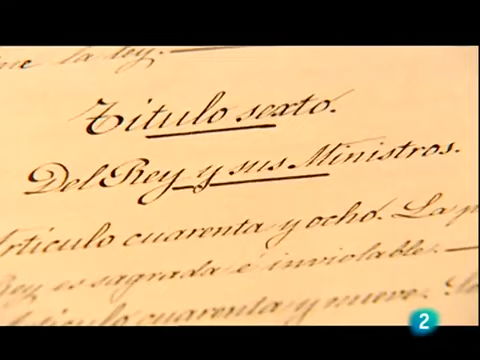 la ley.
Título sexto.
Del Rey y sus Ministros.
Artículo cuarenta y ocho. La
Rey es sagrada é inviolable.
Artículo cuarenta y nueve.
2